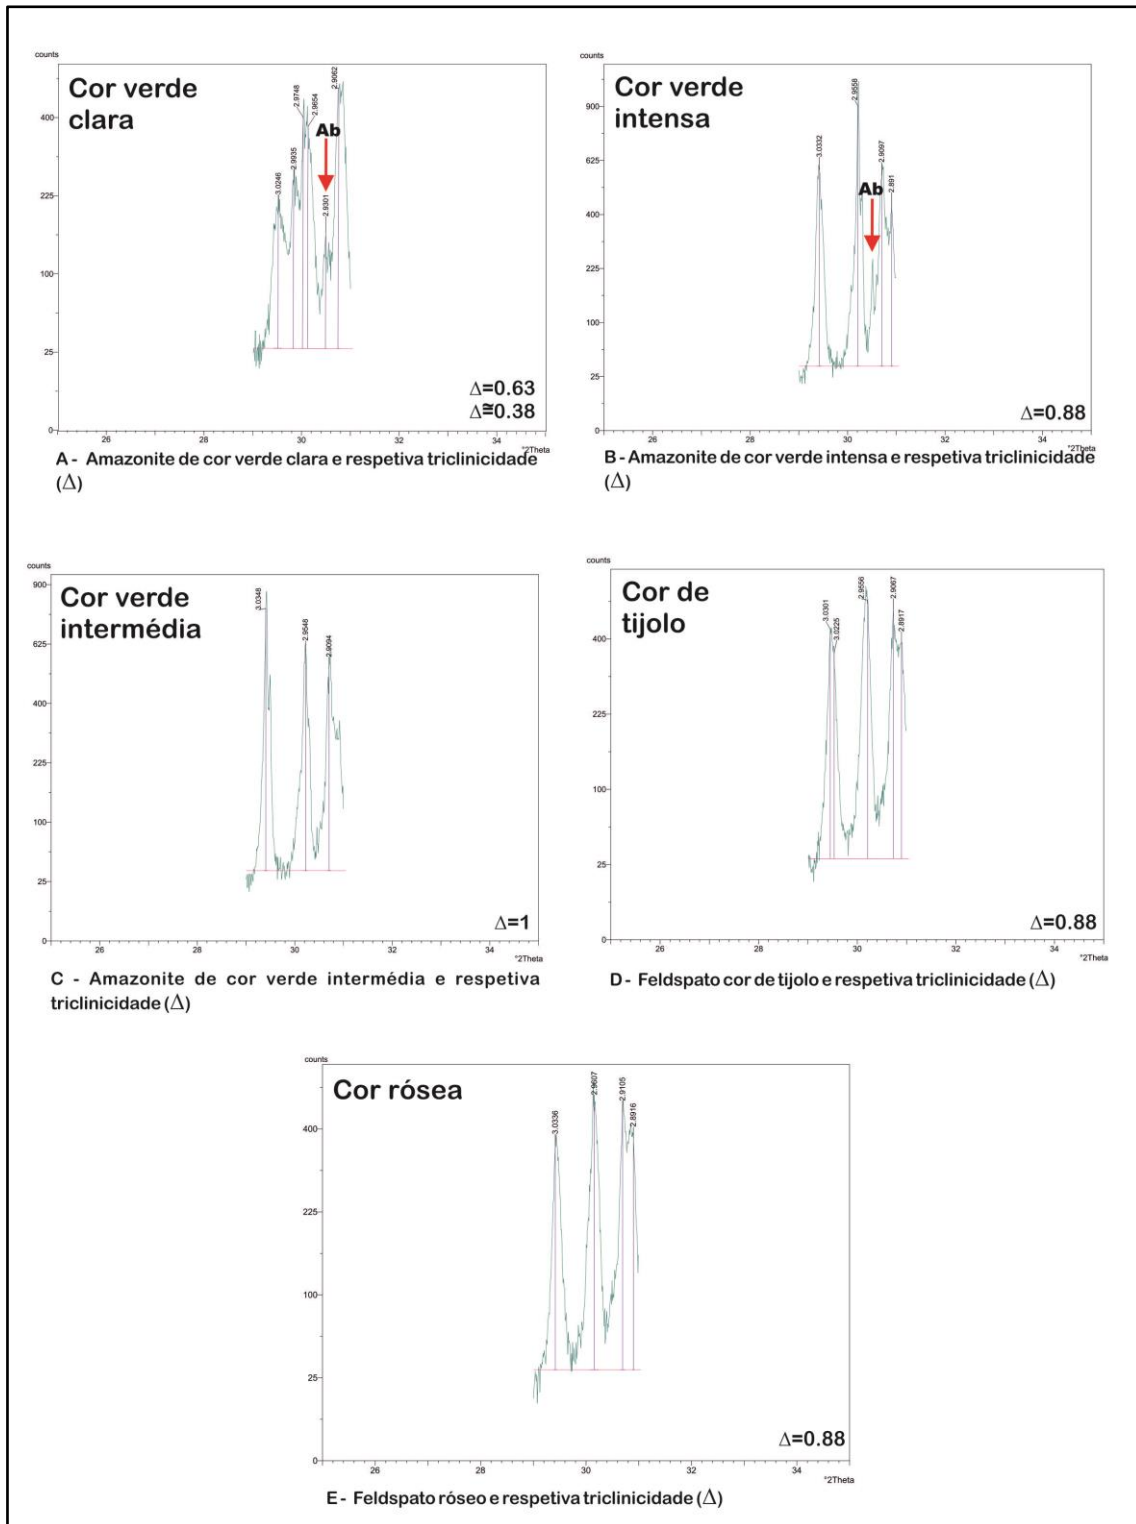 counts
Cor verde
clara
400
225
100
25
0
3.0246
2.9935
2.9748
2.9654
Ab
2.9301
2.9062
Δ=0.63
Δ≅0.38
26
28
30
32
34
°2Theta
A - Amazonite de cor verde clara e respetiva triclinicidade
(Δ)
counts
Cor verde
intensa
900
625
400
225
100
25
0
3.0332
2.9558
Ab
2.9097
2.891
Δ=0.88
26
28
30
32
34
°2Theta
B - Amazonite de cor verde intensa e respetiva triclinicidade
(Δ)
counts
Cor verde
intermédia
900
625
400
225
100
25
0
3.0348
2.9548
2.9094
Δ=1
26
28
30
32
34
°2Theta
C - Amazonite de cor verde intermédia e respetiva
triclinicidade (Δ)
counts
Cor de
tijolo
400
225
100
25
0
3.0301
3.0225
2.9556
2.9067
2.8917
Δ=0.88
26
28
30
32
34
°2Theta
D - Feldspato cor de tijolo e respetiva triclinicidade (Δ)
counts
Cor rósea
400
225
100
25
0
3.0336
2.9607
2.9105
2.8916
Δ=0.88
26
28
30
32
34
°2Theta
E - Feldspato róseo e respetiva triclinicidade (Δ)